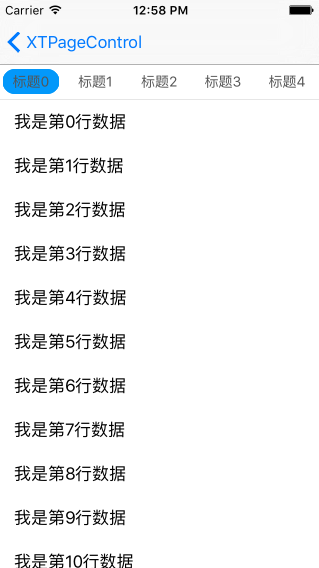 Carrier 12:58 PM
XTPageControl
标题0 标题1 标题2 标题3 标题4
我是第0行数据
我是第1行数据
我是第2行数据
我是第3行数据
我是第4行数据
我是第5行数据
我是第6行数据
我是第7行数据
我是第8行数据
我是第9行数据
我是第10行数据